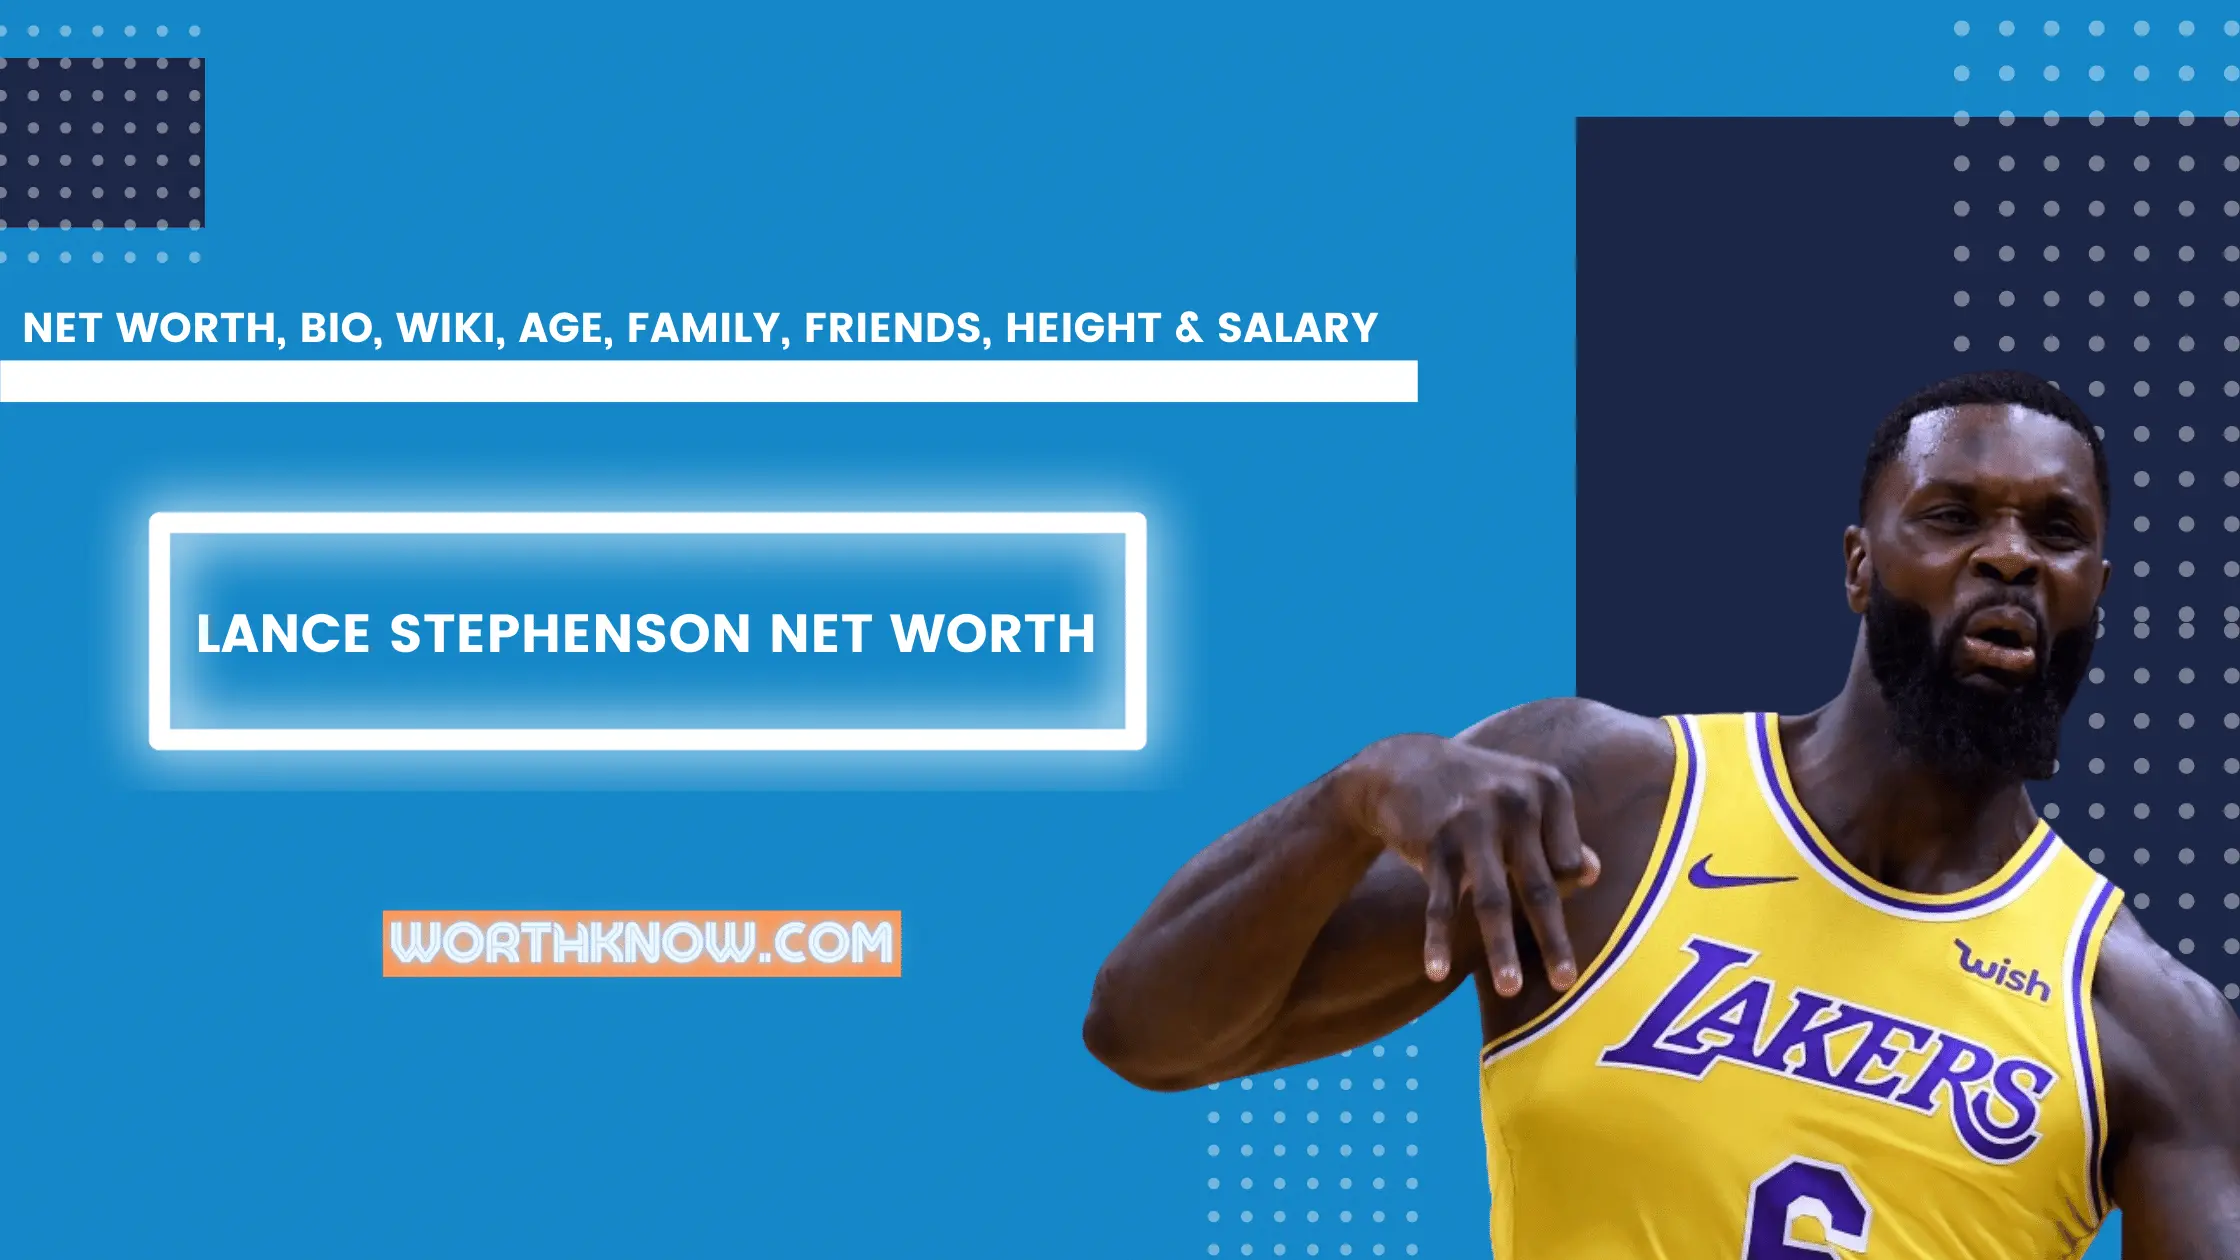 NET WORTH, BIO, WIKI, AGE, FAMILY, FRIENDS, HEIGHT & SALARY
LANCE STEPHENSON NET WORTH
WORTHKNOW.COM
wish
LAKERS
6